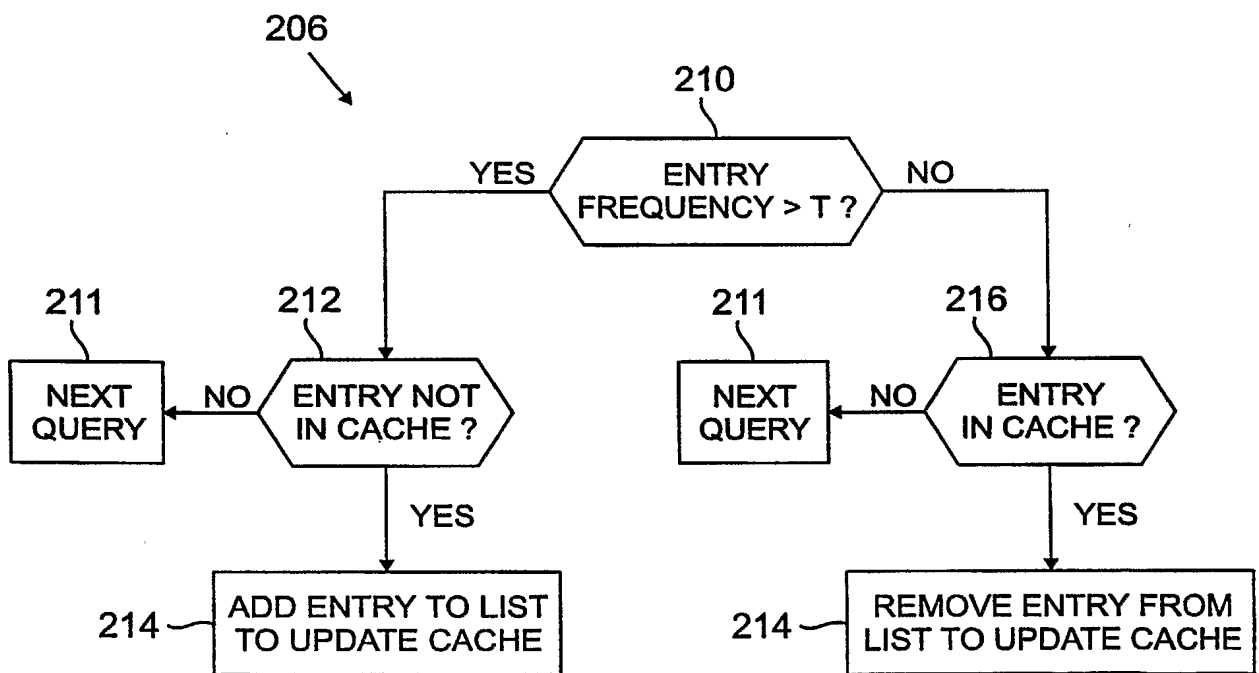 206
210
YES
ENTRY
FREQUENCY > T ?
NO
211
212
211
216
NEXT
QUERY
NO
ENTRY NOT
IN CACHE ?
NEXT
QUERY
NO
ENTRY
IN CACHE ?
YES
YES
214
ADD ENTRY TO LIST
TO UPDATE CACHE
214
REMOVE ENTRY FROM
LIST TO UPDATE CACHE